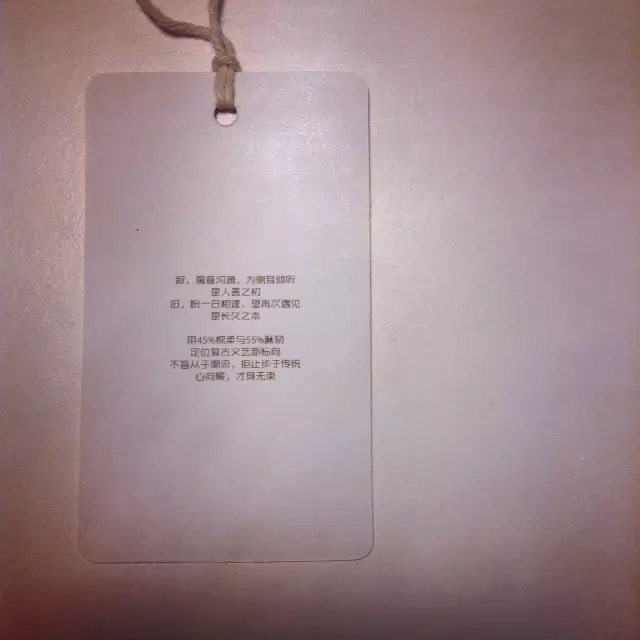 叙，寓意沟通，为侧耳倾听
是人善之初
旧，盼一日相逢，望再次遇见
是长久之本
用45%棉柔与55%麻韧
定位复古文艺新标向
不盲从于潮流，拒止步于传统
心向暖，才身无束